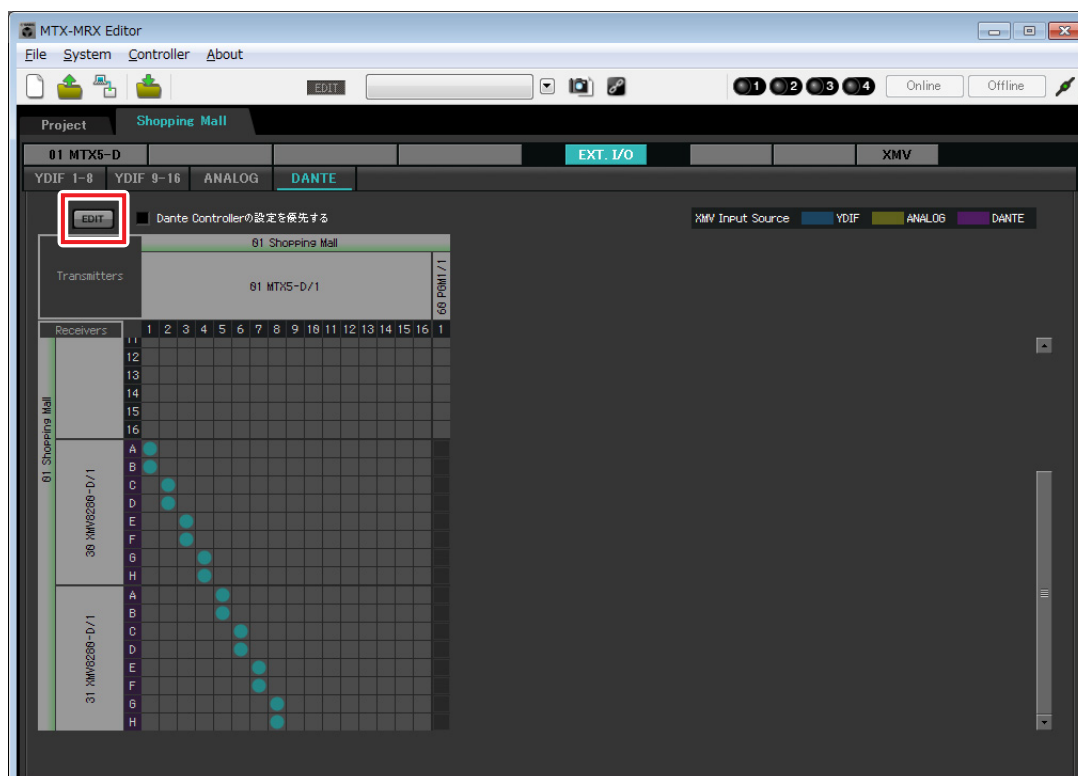 MTX-MRX Editor
File System Controller About
EDIT 1 2 3 4 Online Offline
Project Shopping Mall
01 MTX5-D EXT. I/O XMV
YDIF 1-8 YDIF 9-16 ANALOG DANTE
EDIT Dante Controllerの設定を優先する XMV Input Source YDIF ANALOG DANTE
01 Shopping Mall
Transmitters 01 MTX5-D/1 60 PGM1/1
Receivers 1 2 3 4 5 6 7 8 9 10 11 12 13 14 15 16 1
01 Shopping Mall
11
12
13
14
15
16
30 XMV8280-D/1
A
B
C
D
E
F
G
H
31 XMV8280-D/1
A
B
C
D
E
F
G
H